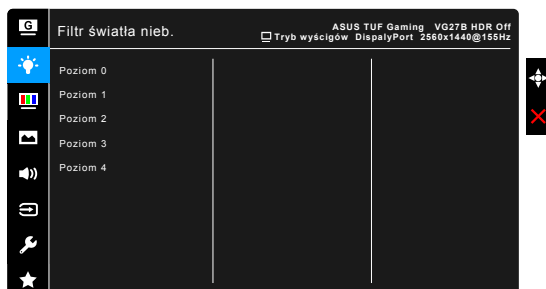 G
Filtr światła nieb.
ASUS TUF Gaming VG27B HDR Off
Tryb wyścigów DispalyPort 2560x1440@155Hz
Poziom 0
Poziom 1
Poziom 2
Poziom 3
Poziom 4